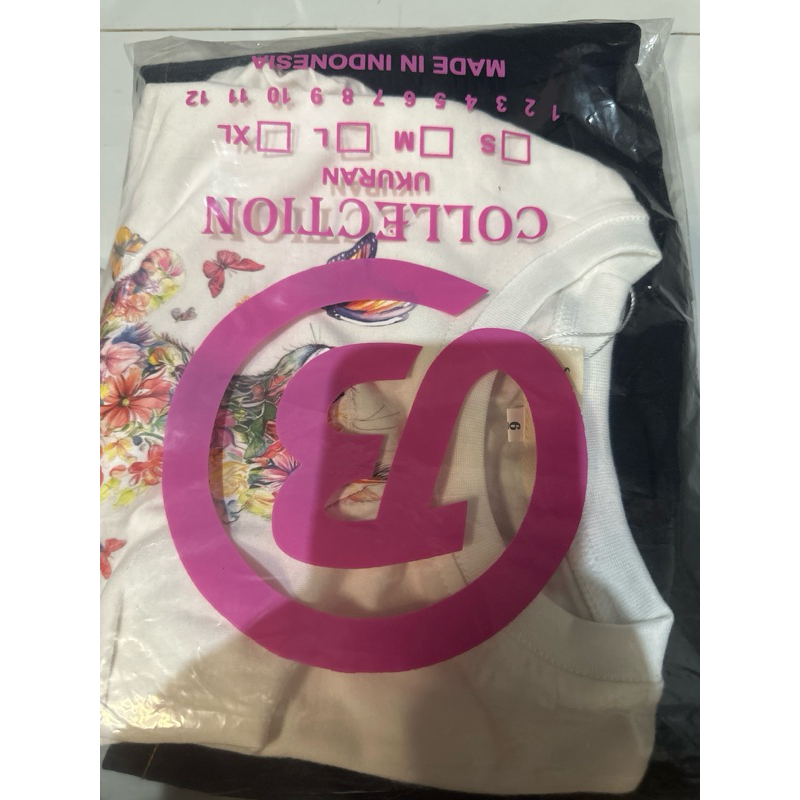 COLLECTION
UKURAN
S M L XL
1 2 3 4 5 6 7 8 9 10 11 12
MADE IN INDONESIA